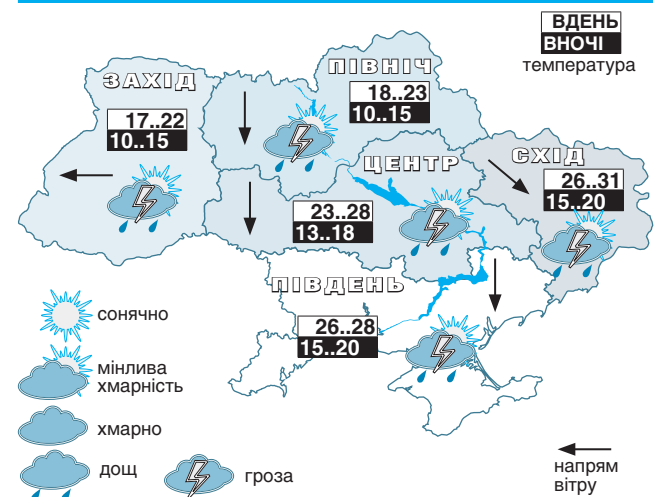 ВДЕНЬ
ВНОЧІ
температура
ПІВНІЧ
18..23
10..15
ЗАХІД
17..22
10..15
ЦЕНТР
23..28
13..18
СХІД
26..31
15..20
ПІВДЕНЬ
26..28
15..20
сонячно
мінлива
хмарність
хмарно
дощ
гроза
напрям
вітру